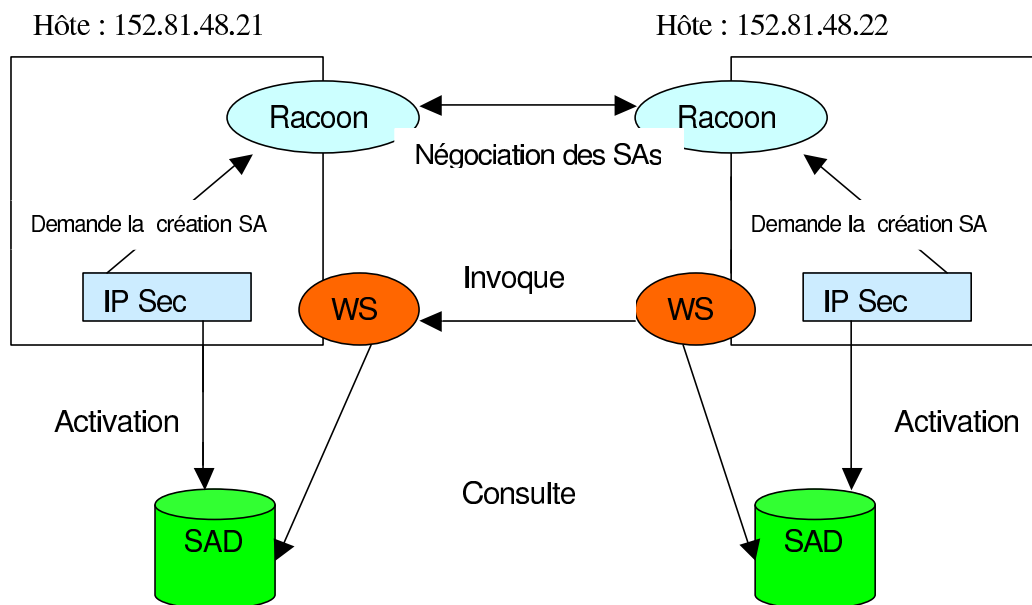 Hôte : 152.81.48.21
Hôte : 152.81.48.22
Racoon
Racoon
Négociation des SAs
Demande la création SA
Demande la création SA
IP Sec
WS
Invoque
WS
IP Sec
Activation
Activation
Consulte
SAD
SAD